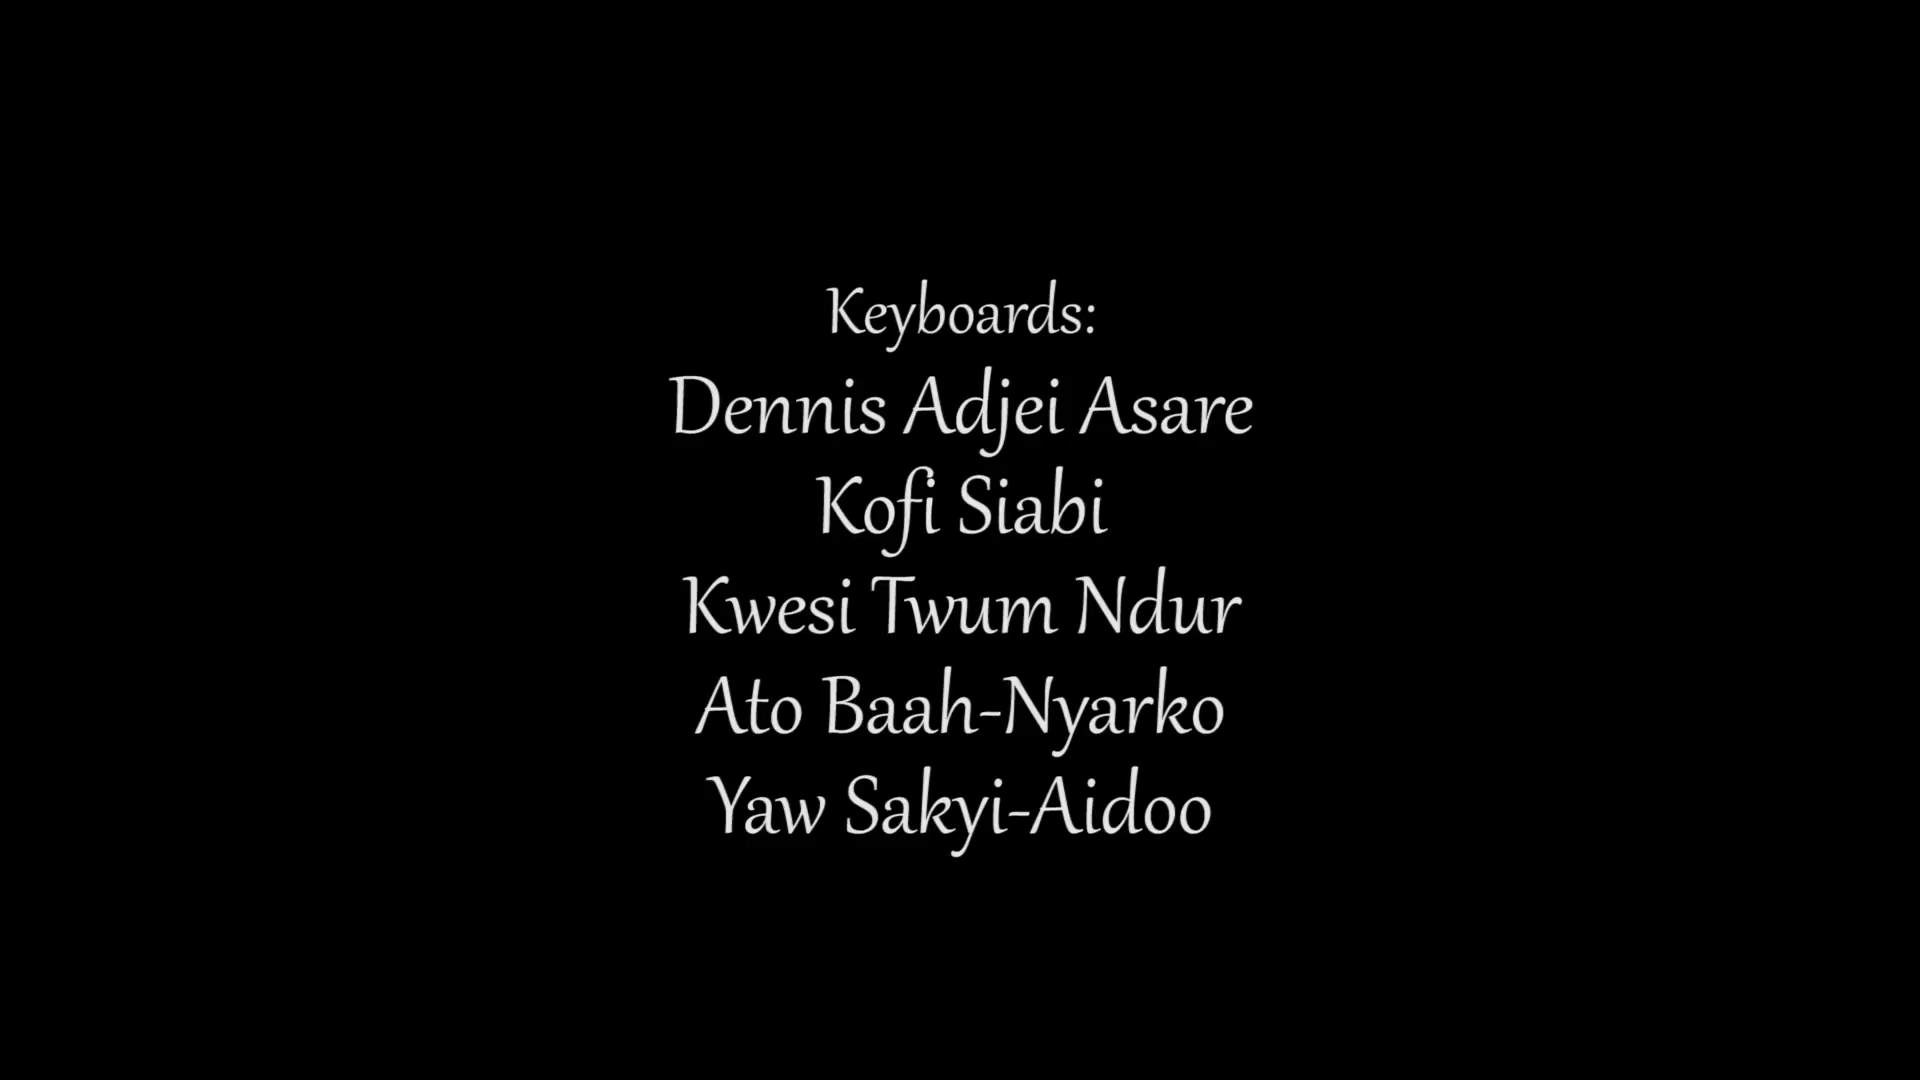 Keyboards:
Dennis Adjei Asare
Kofi Siabi
Kwesi Twum Ndur
Ato Baah-Nyarko
Yaw Sakyi-Aidoo